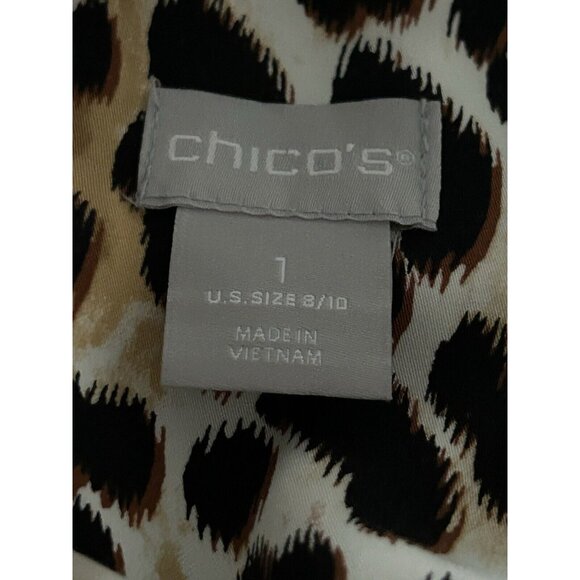 chico's®
1
U.S.SIZE 8/10
MADE IN
VIETNAM